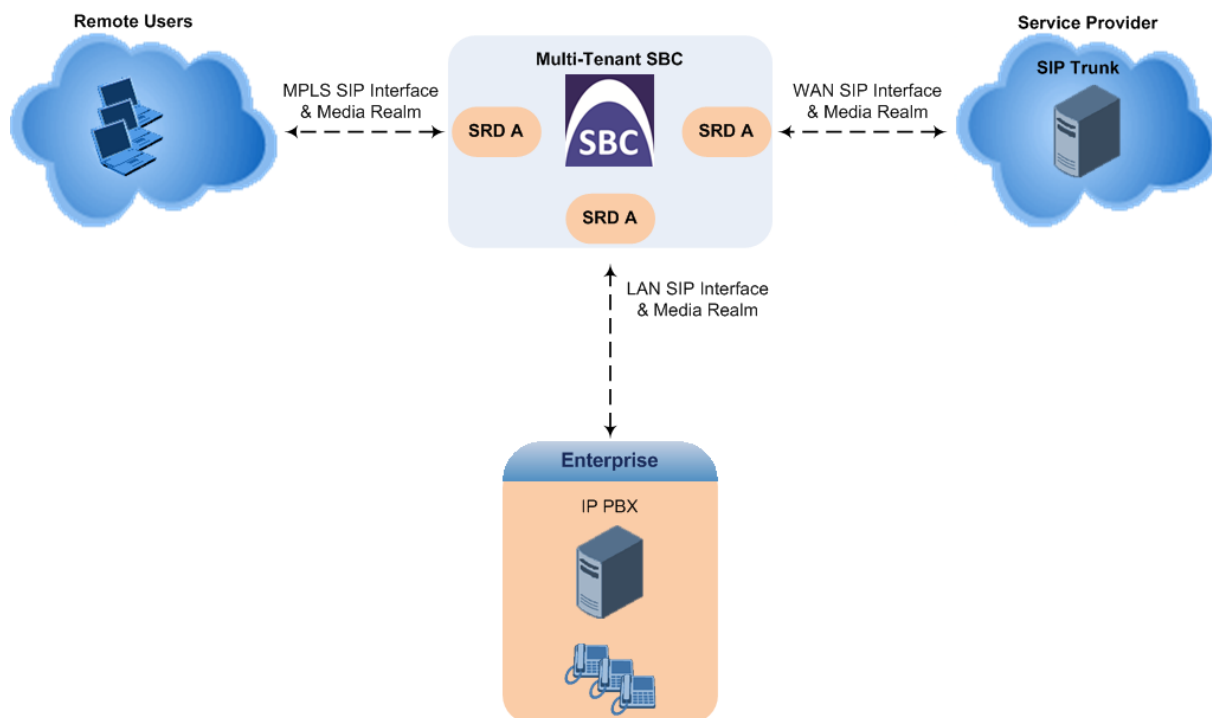 Remote Users
Service Provider
Multi-Tenant SBC
SIP Trunk
MPLS SIP Interface
& Media Realm
WAN SIP Interface
& Media Realm
SRD A
SBC
SRD A
SRD A
LAN SIP Interface
& Media Realm
Enterprise
IP PBX